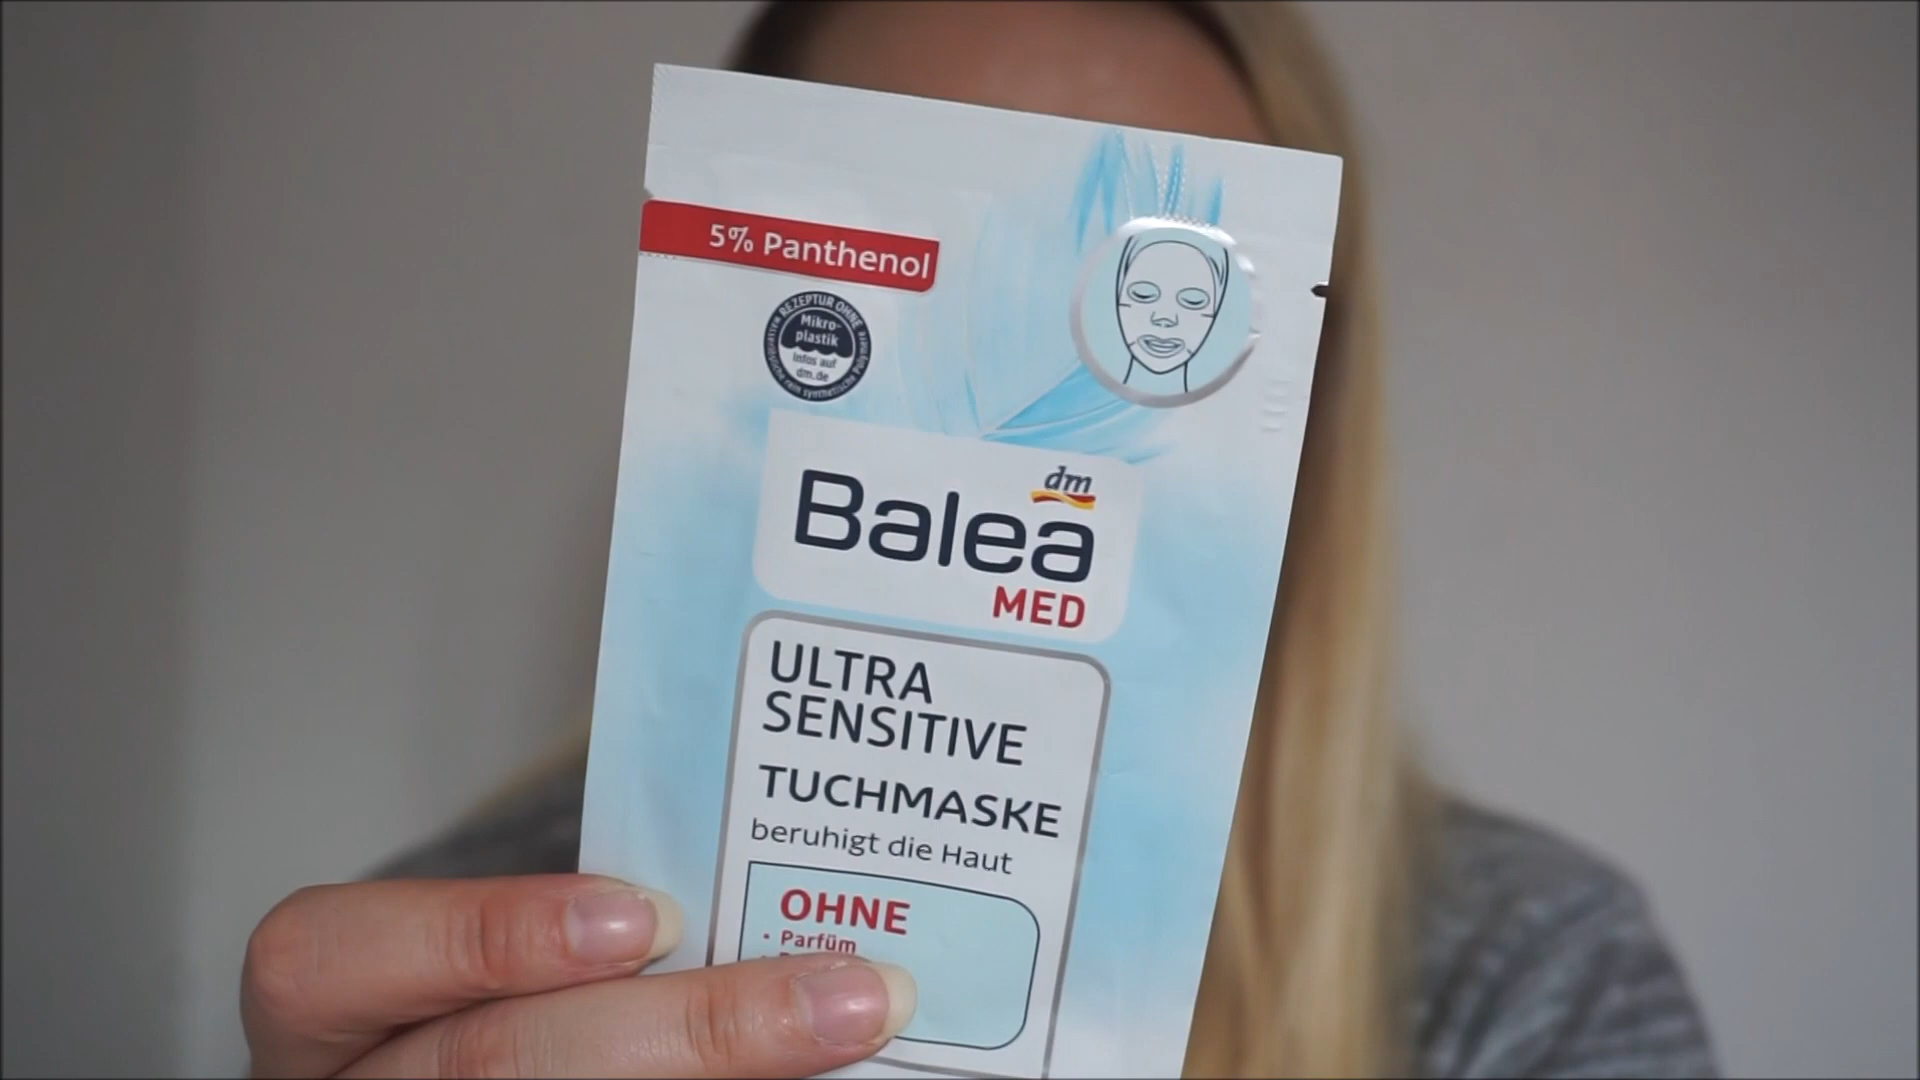 5% Panthenol
REZEPTUR OHNE
Mikro-
plastik
Infos auf
dm.de
dm
Balea
MED
ULTRA
SENSITIVE
TUCHMASKE
beruhigt die Haut
OHNE
• Parfüm